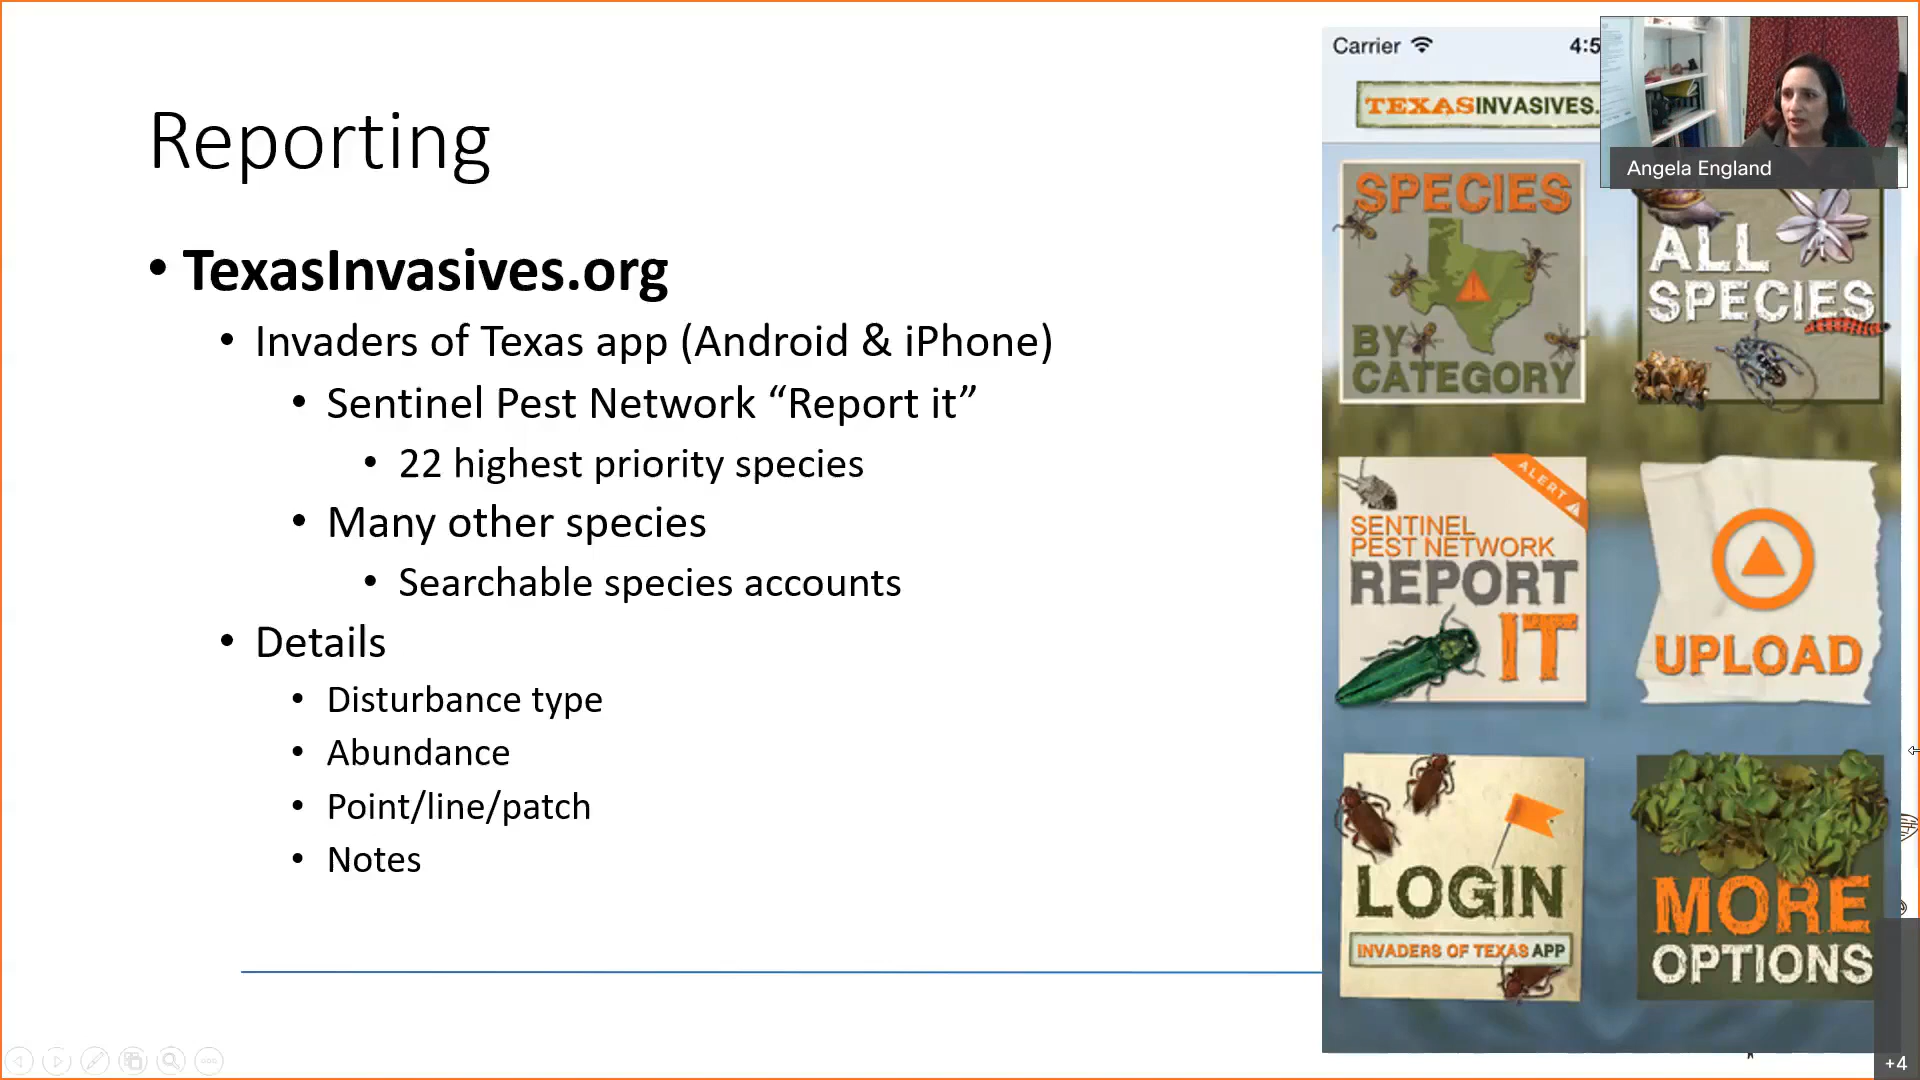 Reporting
• TexasInvasives.org
• Invaders of Texas app (Android & iPhone)
• Sentinel Pest Network “Report it”
• 22 highest priority species
• Many other species
• Searchable species accounts
• Details
• Disturbance type
• Abundance
• Point/line/patch
• Notes
Carrier
4:5
TEXASINVASIVES.
Angela England
SPECIES
BY
CATEGORY
ALL
SPECIES
ALERT
SENTINEL
PEST NETWORK
REPORT
IT
UPLOAD
LOGIN
INVADERS OF TEXAS APP
MORE
OPTIONS
+4